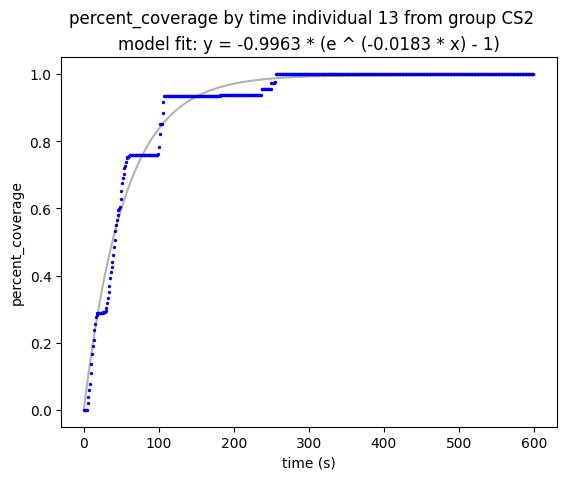 percent_coverage by time individual 13 from group CS2
model fit: y = -0.9963 * (e ^ (-0.0183 * x) - 1)
1.0
0.8
0.6
0.4
0.2
0.0
percent_coverage
0 100 200 300 400 500 600
time (s)